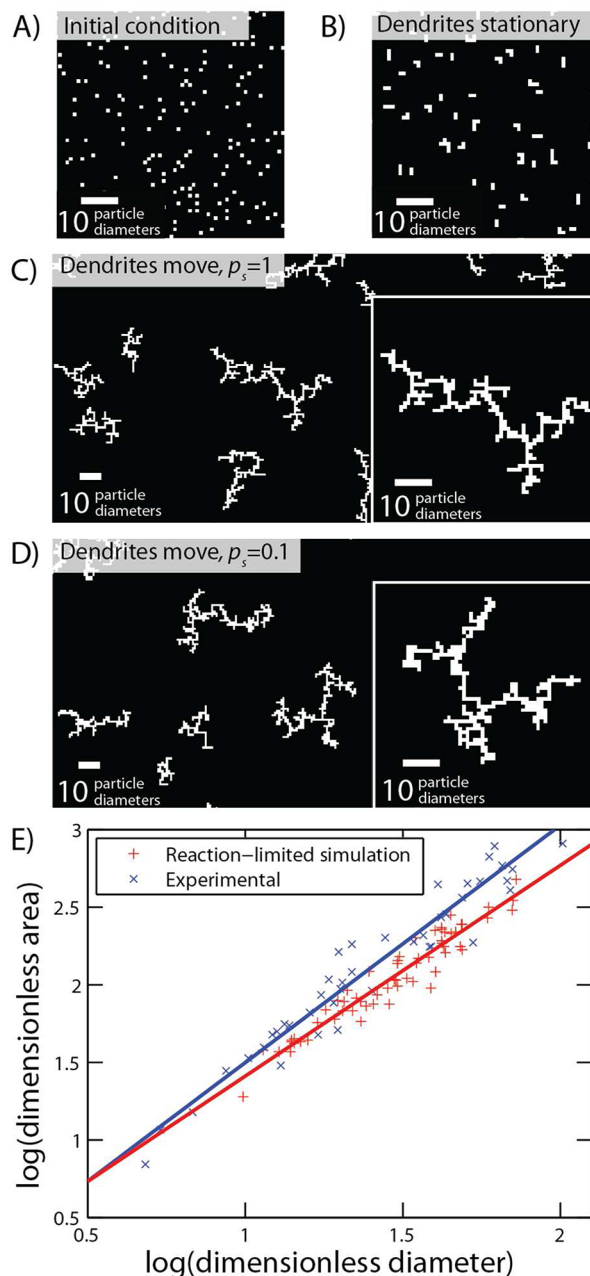 A) Initial condition
10 particle diameters
B) Dendrites stationary
10 particle diameters
C) Dendrites move, pₛ=1
10 particle diameters
10 particle diameters
D) Dendrites move, pₛ=0.1
10 particle diameters
10 particle diameters
E)
Reaction−limited simulation
Experimental
log(dimensionless area)
3
2.5
2
1.5
1
0.5
0.5 1 1.5 2
log(dimensionless diameter)